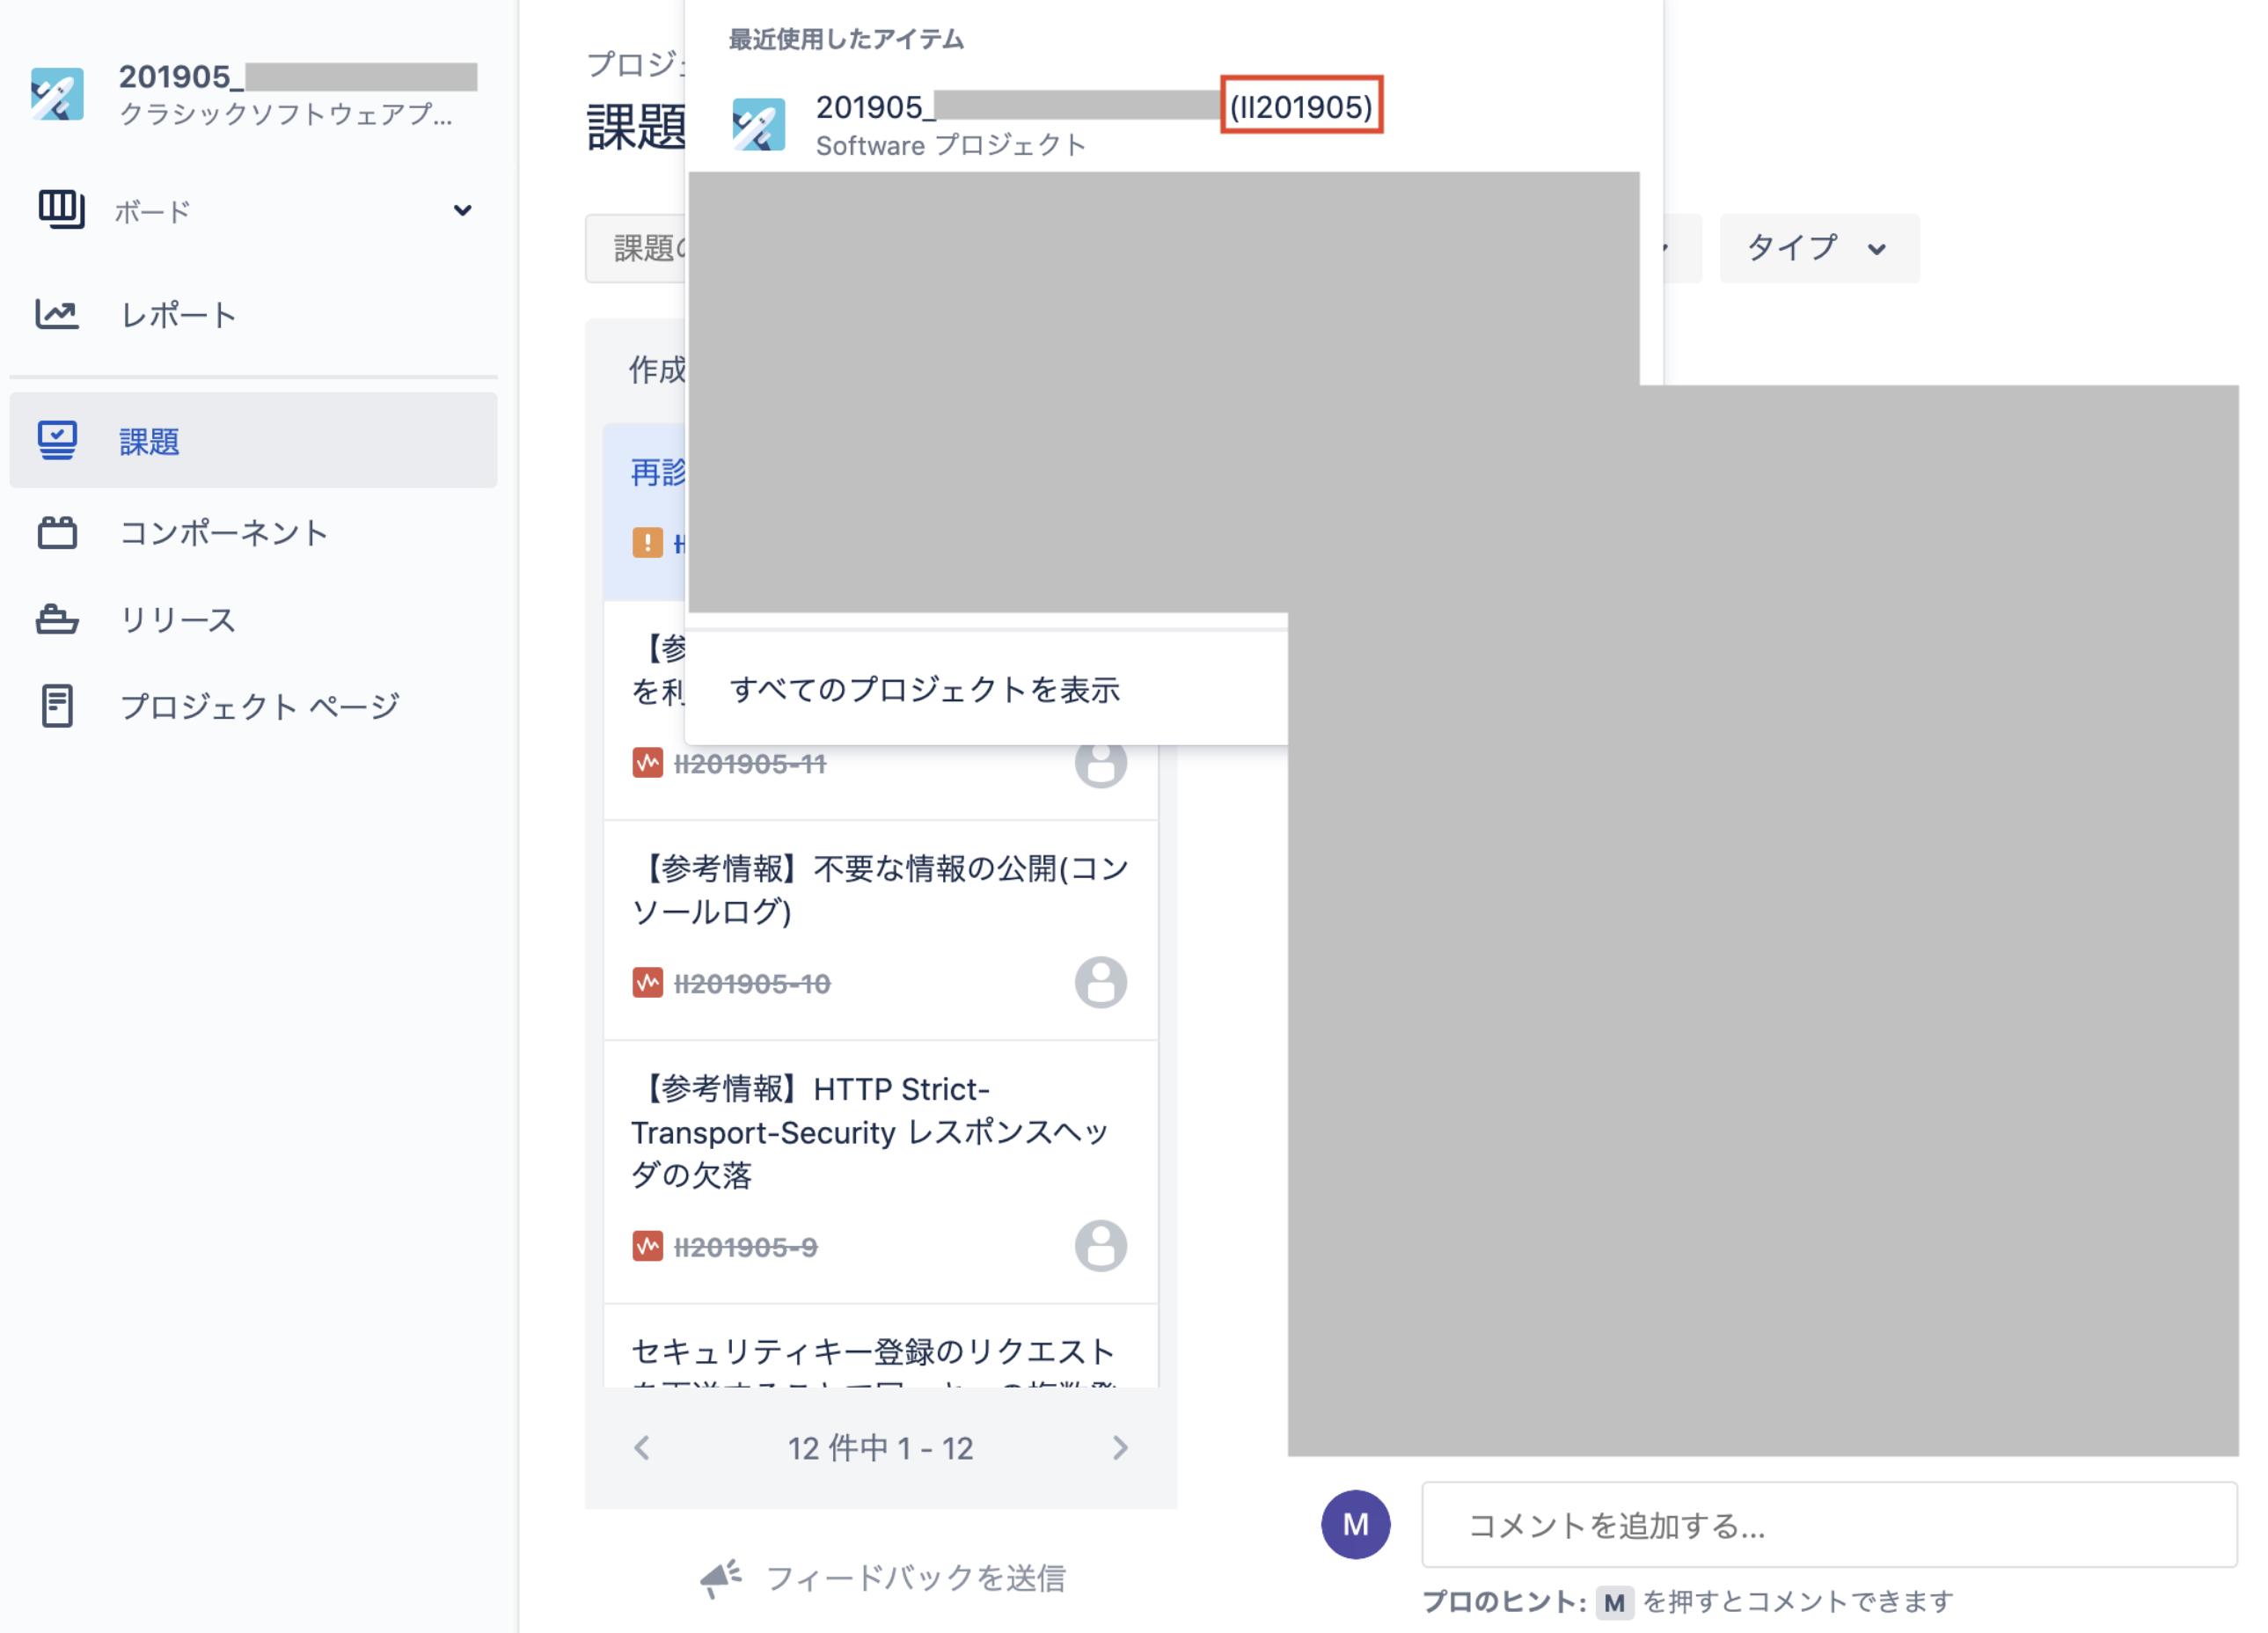 201905_
クラシックソフトウェアプ...
ボード
レポート
課題
コンポーネント
リリース
プロジェクト ページ
プロジェ
課題
課題の
作成
再診
【参
を利
II201905-11
【参考情報】不要な情報の公開(コン
ソールログ)
II201905-10
【参考情報】HTTP Strict-
Transport-Security レスポンスヘッ
ダの欠落
II201905-9
セキュリティキー登録のリクエスト
12 件中 1 - 12
フィードバックを送信
最近使用したアイテム
201905_ (II201905)
Software プロジェクト
すべてのプロジェクトを表示
タイプ
M
コメントを追加する...
プロのヒント: M を押すとコメントできます